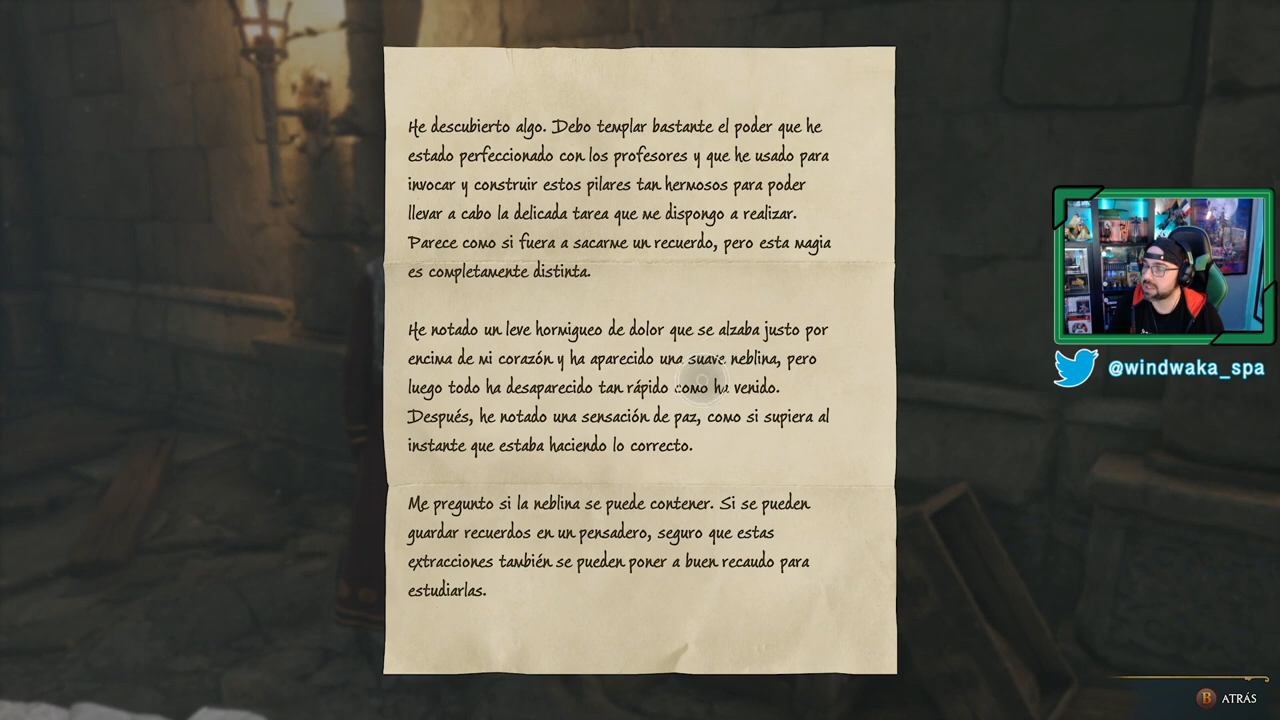 He descubierto algo. Debo templar bastante el poder que he
estado perfeccionado con los profesores y que he usado para
invocar y construir estos pilares tan hermosos para poder
llevar a cabo la delicada tarea que me dispongo a realizar.
Parece como si fuera a sacarme un recuerdo, pero esta magia
es completamente distinta.
He notado un leve hormigueo de dolor que se alzaba justo por
encima de mi corazón y ha aparecido una suave neblina, pero
luego todo ha desaparecido tan rápido como ha venido.
Después, he notado una sensación de paz, como si supiera al
instante que estaba haciendo lo correcto.
Me pregunto si la neblina se puede contener. Si se pueden
guardar recuerdos en un pensadero, seguro que estas
extracciones también se pueden poner a buen recaudo para
estudiarlas.
@windwaka_spa
B ATRÁS